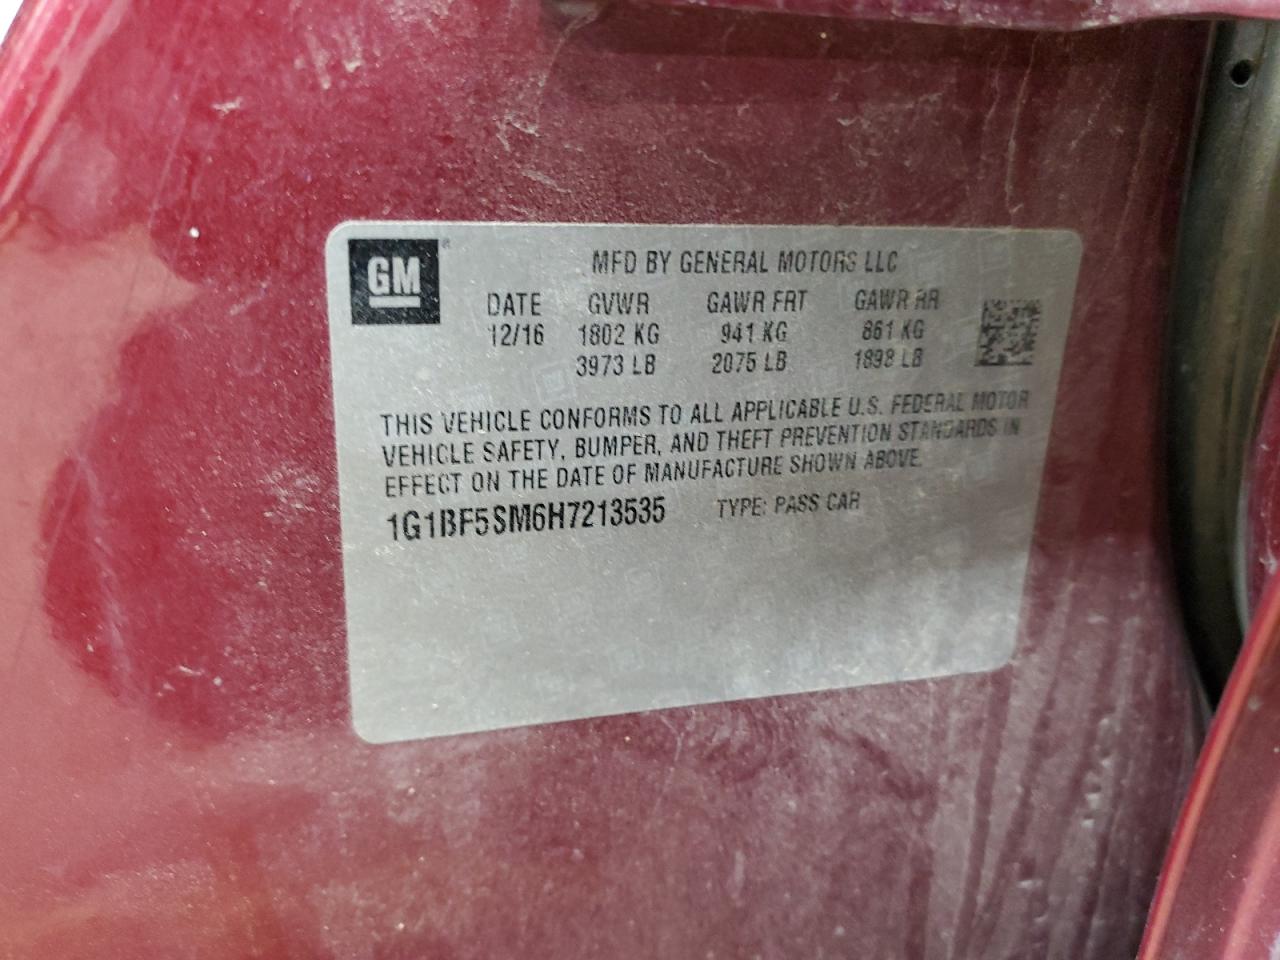 GM
MFD BY GENERAL MOTORS LLC
DATE GVWR GAWR FRT GAWR RR
12/16 1802 KG 941 KG 861 KG
3973 LB 2075 LB 1898 LB
THIS VEHICLE CONFORMS TO ALL APPLICABLE U.S. FEDERAL MOTOR
VEHICLE SAFETY, BUMPER, AND THEFT PREVENTION STANDARDS IN
EFFECT ON THE DATE OF MANUFACTURE SHOWN ABOVE.
1G1BF5SM6H7213535 TYPE: PASS CAR